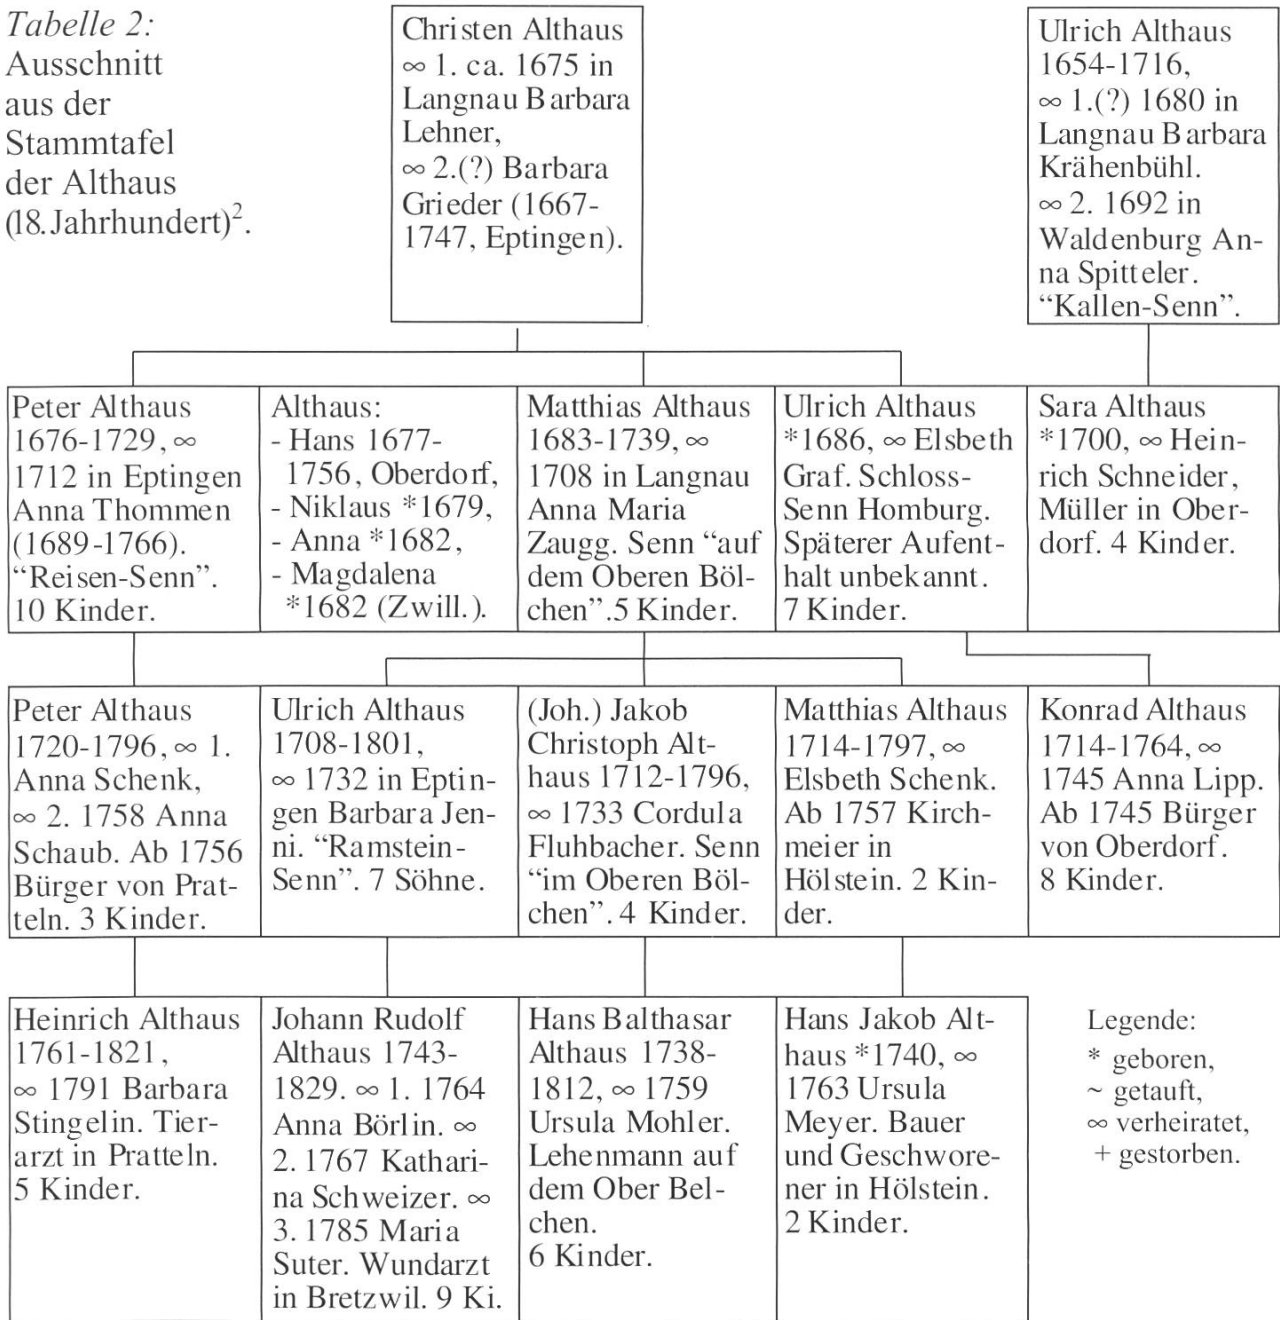 Tabelle 2:
Ausschnitt
aus der
Stammtafel
der Althaus
(18. Jahrhundert)².
Christen Althaus
∞ 1. ca. 1675 in
Langnau Barbara
Lehner,
∞ 2.(?) Barbara
Grieder (1667-
1747, Eptingen).
Ulrich Althaus
1654-1716,
∞ 1.(?) 1680 in
Langnau Barbara
Krähenbühl.
∞ 2. 1692 in
Waldenburg An-
na Spitteler.
“Kallen-Senn”.
Peter Althaus
1676-1729, ∞
1712 in Eptingen
Anna Thommen
(1689-1766).
“Reisen-Senn”.
10 Kinder.
Althaus:
- Hans 1677-
1756, Oberdorf,
- Niklaus *1679,
- Anna *1682,
- Magdalena
*1682 (Zwill.).
Matthias Althaus
1683-1739, ∞
1708 in Langnau
Anna Maria
Zaugg. Senn “auf
dem Oberen Böl-
chen”. 5 Kinder.
Ulrich Althaus
*1686, ∞ Elsbeth
Graf. Schloss-
Senn Homburg.
Späterer Aufent-
halt unbekannt.
7 Kinder.
Sara Althaus
*1700, ∞ Hein-
rich Schneider,
Müller in Ober-
dorf. 4 Kinder.
Peter Althaus
1720-1796, ∞ 1.
Anna Schenk,
∞ 2. 1758 Anna
Schaub. Ab 1756
Bürger von Prat-
teln. 3 Kinder.
Ulrich Althaus
1708-1801,
∞ 1732 in Eptin-
gen Barbara Jen-
ni. “Ramstein-
Senn”. 7 Söhne.
(Joh.) Jakob
Christoph Alt-
haus 1712-1796,
∞ 1733 Cordula
Fluhbacher. Senn
“im Oberen Böl-
chen”. 4 Kinder.
Matthias Althaus
1714-1797, ∞
Elsbeth Schenk.
Ab 1757 Kirch-
meier in
Hölstein. 2 Kin-
der.
Konrad Althaus
1714-1764, ∞
1745 Anna Lipp.
Ab 1745 Bürger
von Oberdorf.
8 Kinder.
Heinrich Althaus
1761-1821,
∞ 1791 Barbara
Stingelin. Tier-
arzt in Pratteln.
5 Kinder.
Johann Rudolf
Althaus 1743-
1829. ∞ 1. 1764
Anna Börlin. ∞
2. 1767 Kathari-
na Schweizer. ∞
3. 1785 Maria
Suter. Wundarzt
in Bretzwil. 9 Ki.
Hans Balthasar
Althaus 1738-
1812, ∞ 1759
Ursula Mohler.
Lehenmann auf
dem Ober Bel-
chen.
6 Kinder.
Hans Jakob Alt-
haus *1740, ∞
1763 Ursula
Meyer. Bauer
und Geschwore-
ner in Hölstein.
2 Kinder.
Legende:
* geboren,
~ getauft,
∞ verheiratet,
+ gestorben.